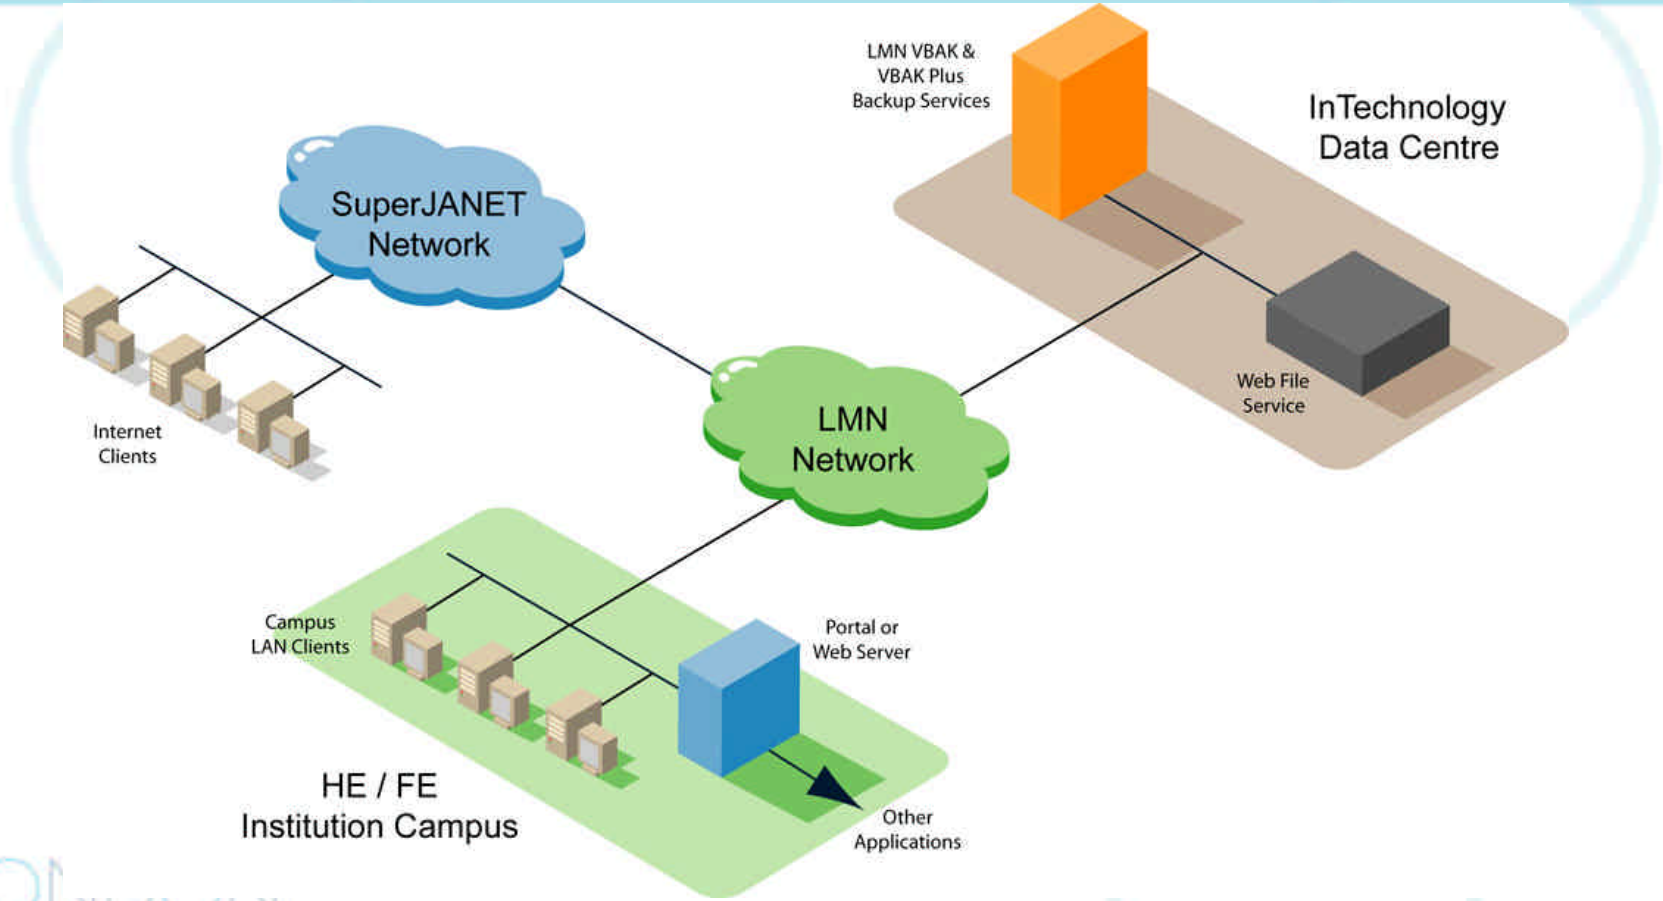 LMN VBAK &
VBAK Plus
Backup Services
InTechnology
Data Centre
SuperJANET
Network
Web File
Service
LMN
Network
Internet
Clients
Campus
LAN Clients
Portal or
Web Server
HE / FE
Institution Campus
Other
Applications